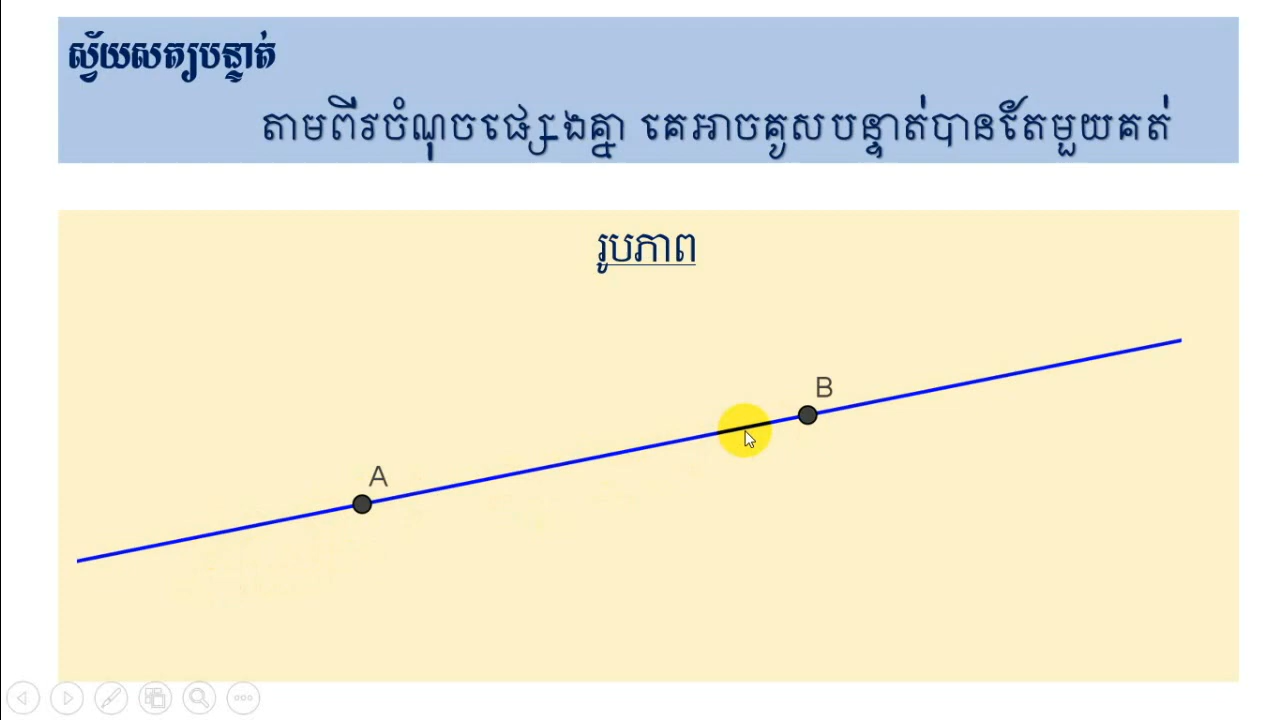 ស្វ័យសត្យបន្ទាត់
តាមពីរចំណុចផ្សេងគ្នា គេអាចគូសបន្ទាត់បានតែមួយគត់
រូបភាព
B
A